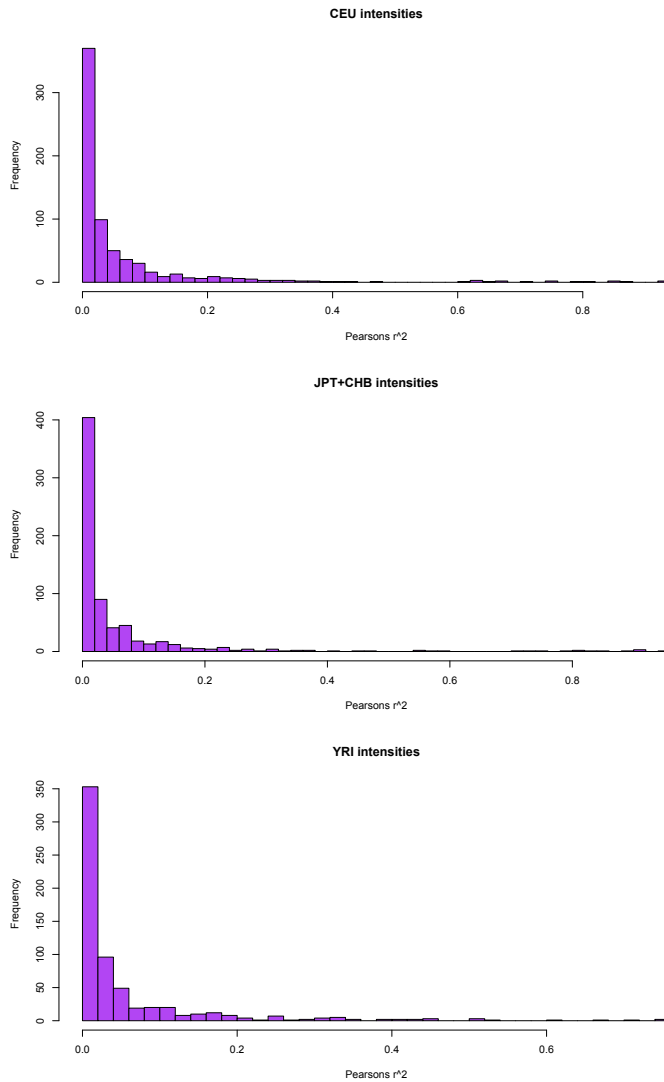 CEU intensities
300
100
0
Frequency
0.0 0.2 0.4 0.6 0.8
Pearsons r^2
JPT+CHB intensities
400
300
200
100
0
Frequency
0.0 0.2 0.4 0.6 0.8
Pearsons r^2
YRI intensities
350
300
250
200
150
100
50
0
Frequency
0.0 0.2 0.4 0.6
Pearsons r^2